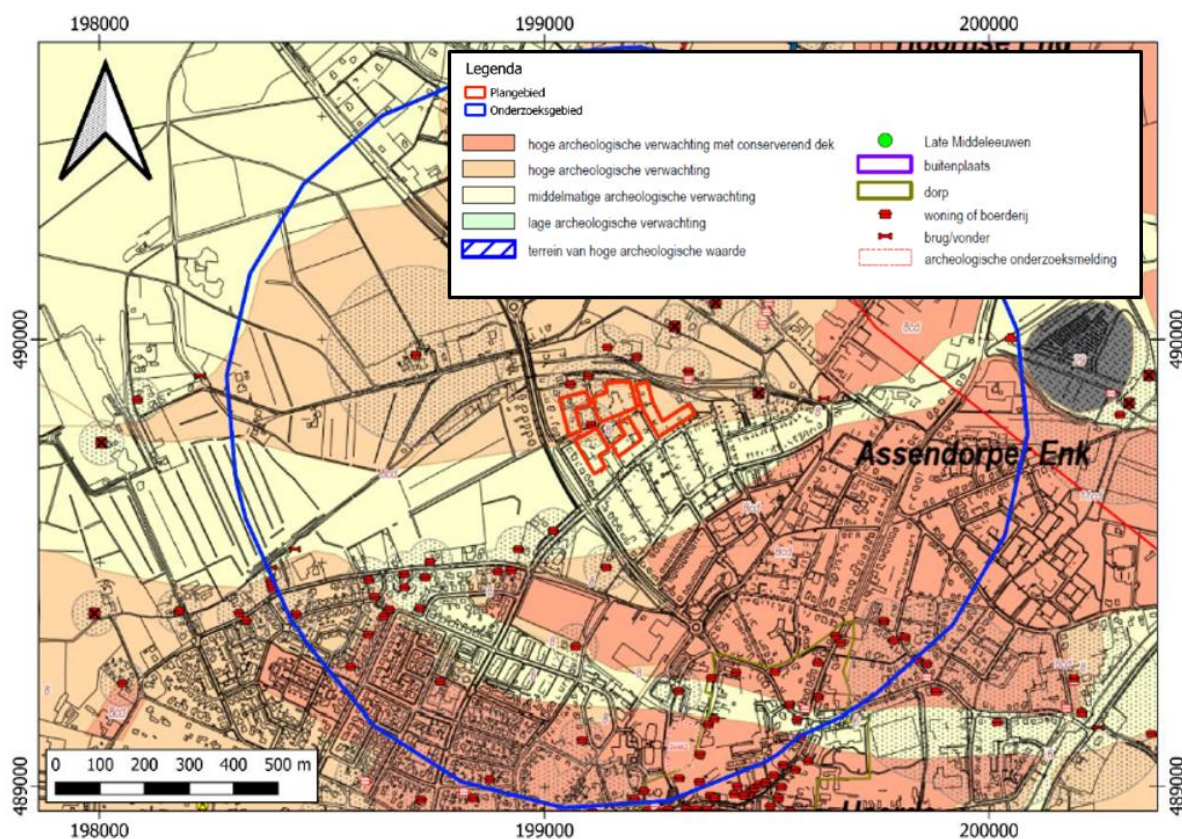 198000
199000
200000
Legenda
Plangebied
Onderzoeksgebied
hoge archeologische verwachting met conserverend dek
hoge archeologische verwachting
middelmatige archeologische verwachting
lage archeologische verwachting
terrein van hoge archeologische waarde
Late Middeleeuwen
buitenplaats
dorp
woning of boerderij
brug/vonder
archeologische onderzoeksmelding
490000
490000
Assendorper Enk
0 100 200 300 400 500 m
489000
489000
198000
199000
200000